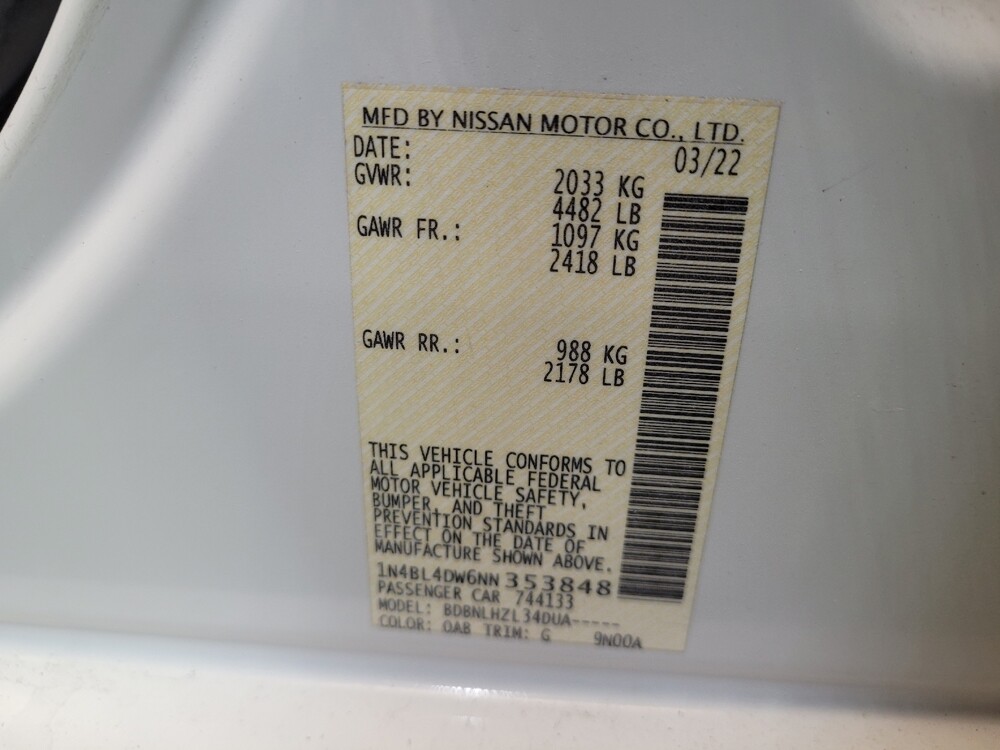 MFD BY NISSAN MOTOR CO., LTD.
DATE: 03/22
GVWR: 2033 KG
4482 LB
GAWR FR.: 1097 KG
2418 LB
GAWR RR.: 988 KG
2178 LB
THIS VEHICLE CONFORMS TO
ALL APPLICABLE FEDERAL
MOTOR VEHICLE SAFETY,
BUMPER, AND THEFT
PREVENTION STANDARDS IN
EFFECT ON THE DATE OF
MANUFACTURE SHOWN ABOVE.
1N4BL4DW6NN353848
PASSENGER CAR 744133
MODEL: BDBNLHZL34DUA-----
COLOR: QAB TRIM: G 9N00A